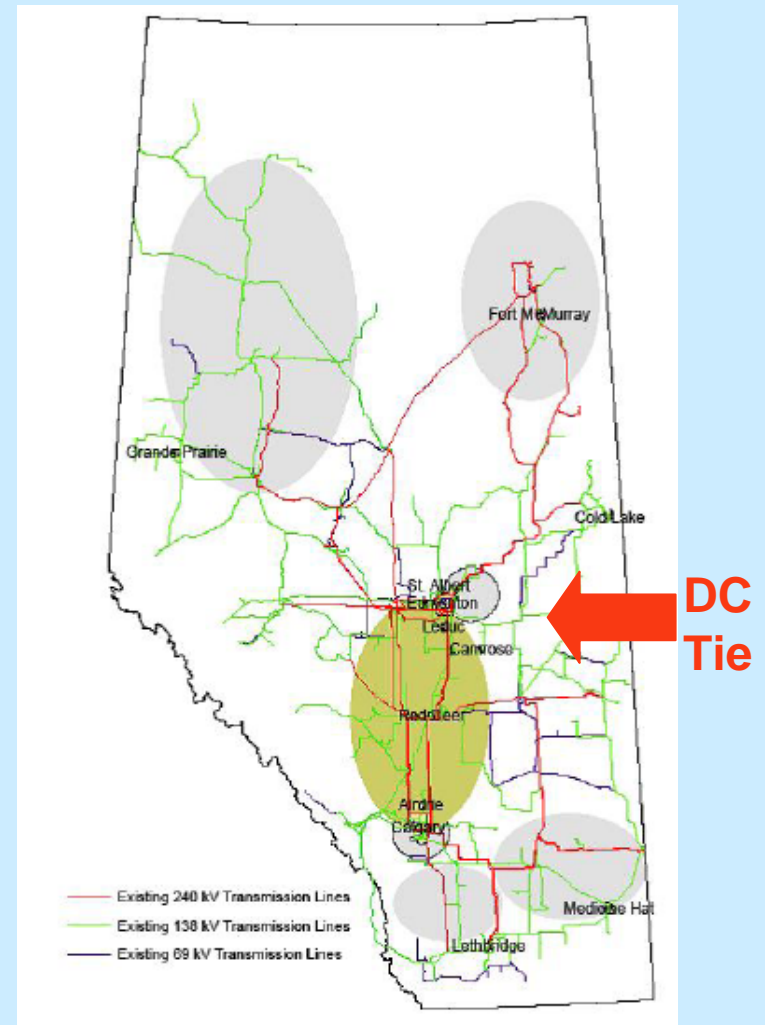 Fort McMurray
Grande Prairie
Cold Lake
St. Albert
Edmonton
Leduc
Camrose
DC
Tie
Red Deer
Airdrie
Calgary
Existing 240 kV Transmission Lines
Existing 138 kV Transmission Lines
Existing 69 kV Transmission Lines
Medicine Hat
Lethbridge